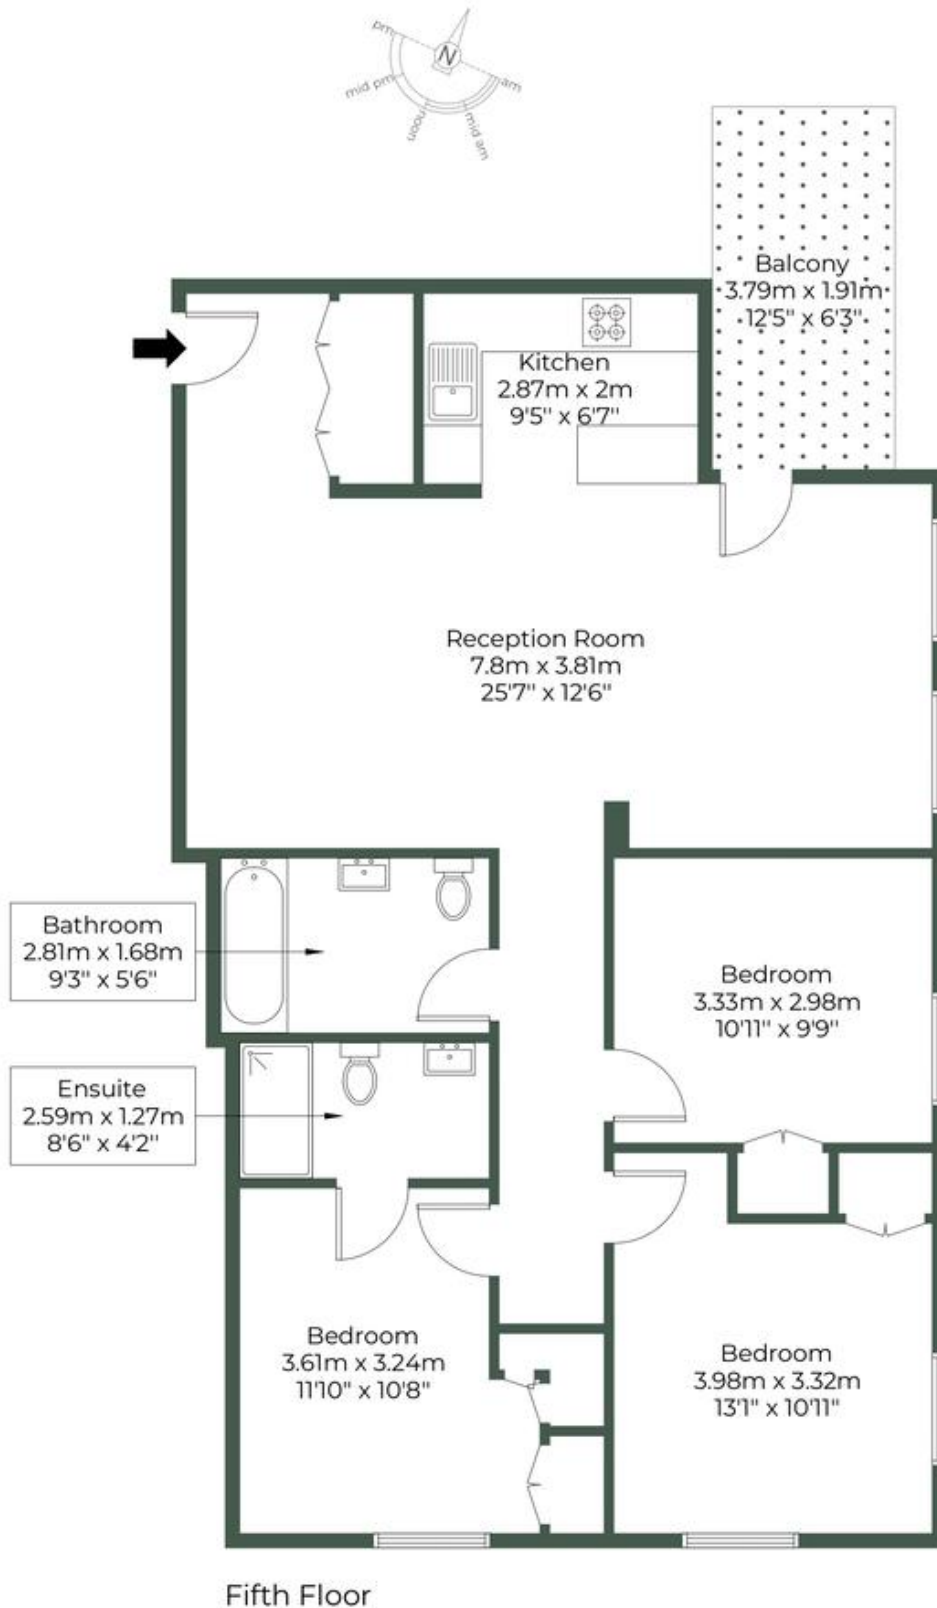 N
pm
mid pm
noon
mid am
am
Balcony
3.79m x 1.91m
12'5" x 6'3"
Kitchen
2.87m x 2m
9'5" x 6'7"
Reception Room
7.8m x 3.81m
25'7" x 12'6"
Bathroom
2.81m x 1.68m
9'3" x 5'6"
Bedroom
3.33m x 2.98m
10'11" x 9'9"
Ensuite
2.59m x 1.27m
8'6" x 4'2"
Bedroom
3.61m x 3.24m
11'10" x 10'8"
Bedroom
3.98m x 3.32m
13'1" x 10'11"
Fifth Floor